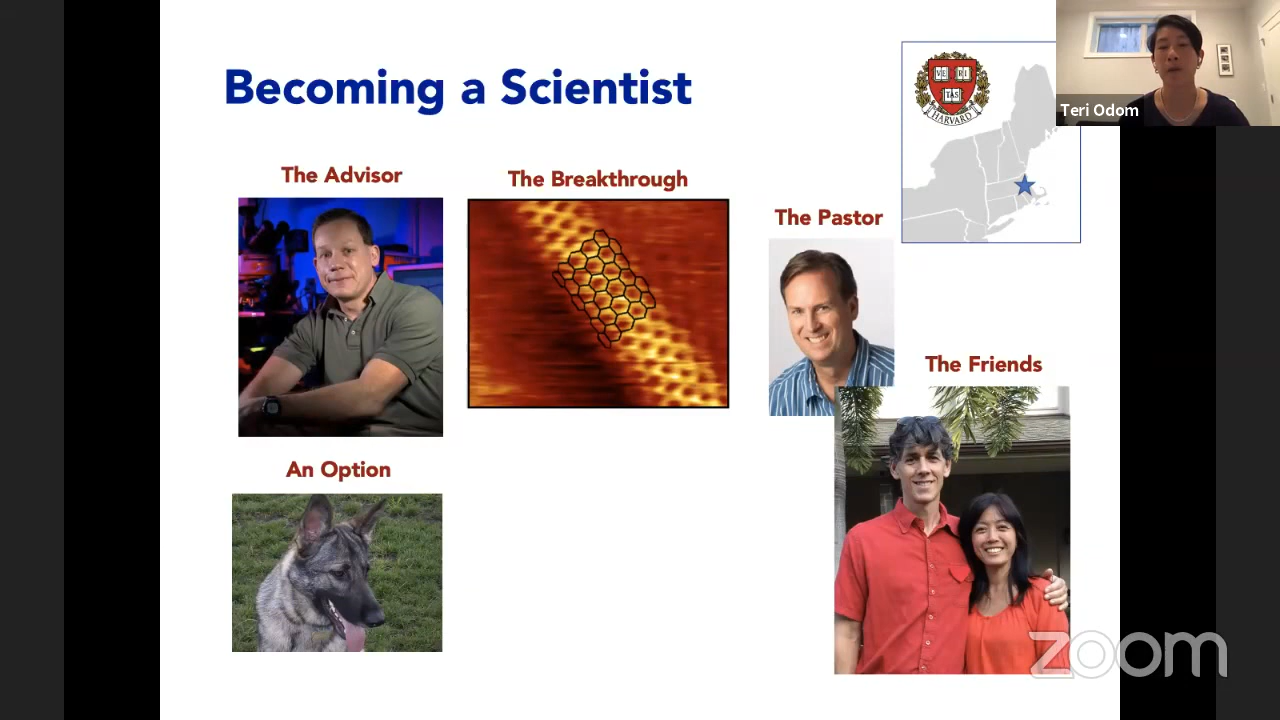 Becoming a Scientist
VE RI
TAS
HARVARD
Teri Odom
The Advisor
The Breakthrough
The Pastor
The Friends
An Option
zoom